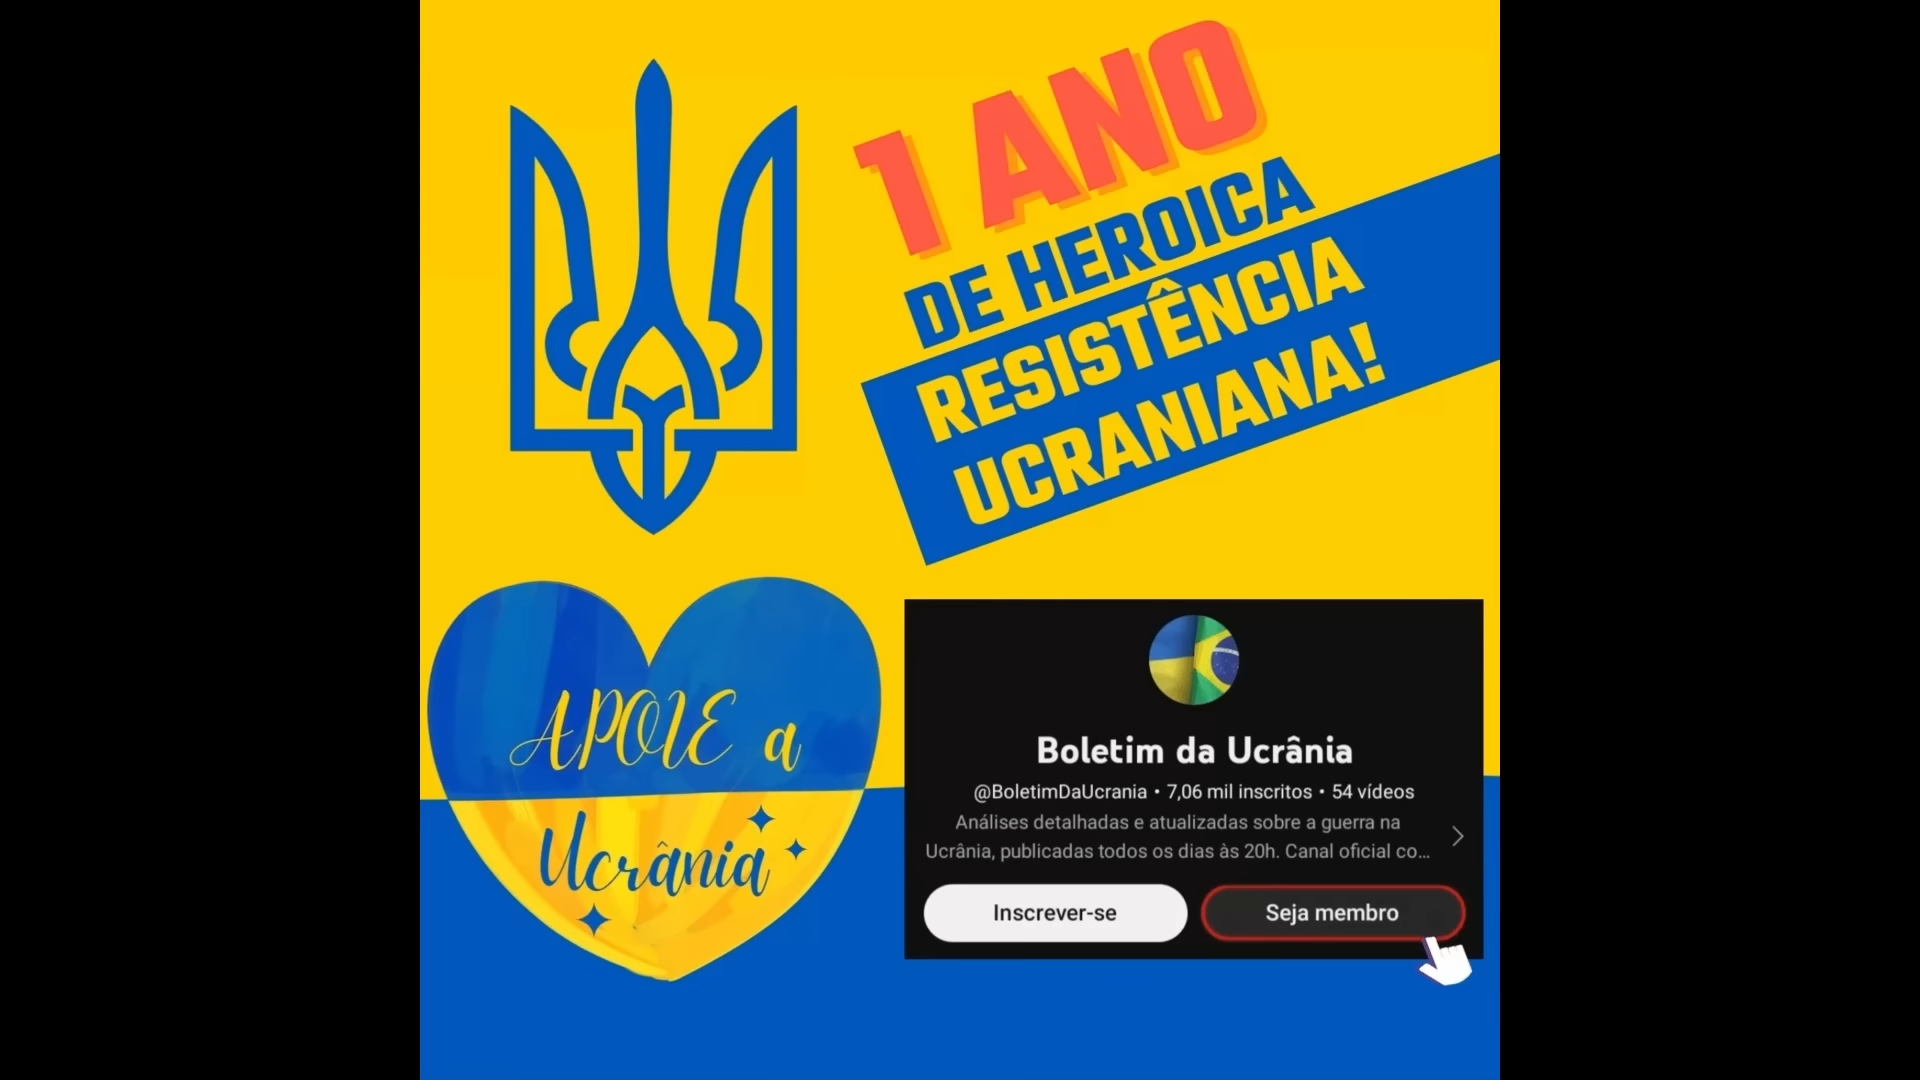 1 ANO
DE HEROICA
RESISTÊNCIA
UCRANIANA!
APOIE a
Ucrânia
Boletim da Ucrânia
@BoletimDaUcrania • 7,06 mil inscritos • 54 vídeos
Análises detalhadas e atualizadas sobre a guerra na
Ucrânia, publicadas todos os dias às 20h. Canal oficial co...
Inscrever-se
Seja membro